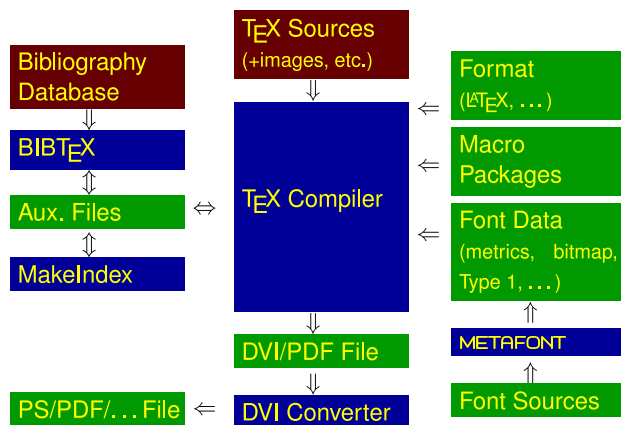 TEX Sources
(+images, etc.)
Bibliography
Database
BIBTEX
Aux. Files
MakeIndex
TEX Compiler
Format
(LATEX, ...)
Macro
Packages
Font Data
(metrics, bitmap,
Type 1, ...)
METAFONT
Font Sources
DVI/PDF File
DVI Converter
PS/PDF/... File